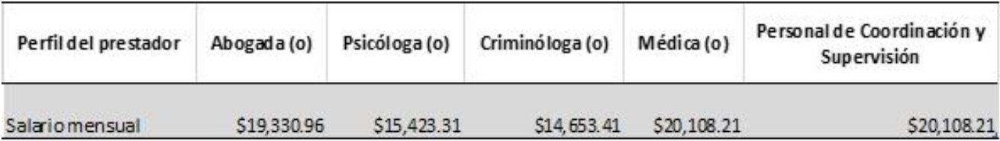 Perfil del prestador Abogada (o) Psicóloga (o) Criminóloga (o) Médica (o) Personal de Coordinación y Supervisión
Salario mensual $19,330.96 $15,423.31 $14,653.41 $20,108.21 $20,108.21